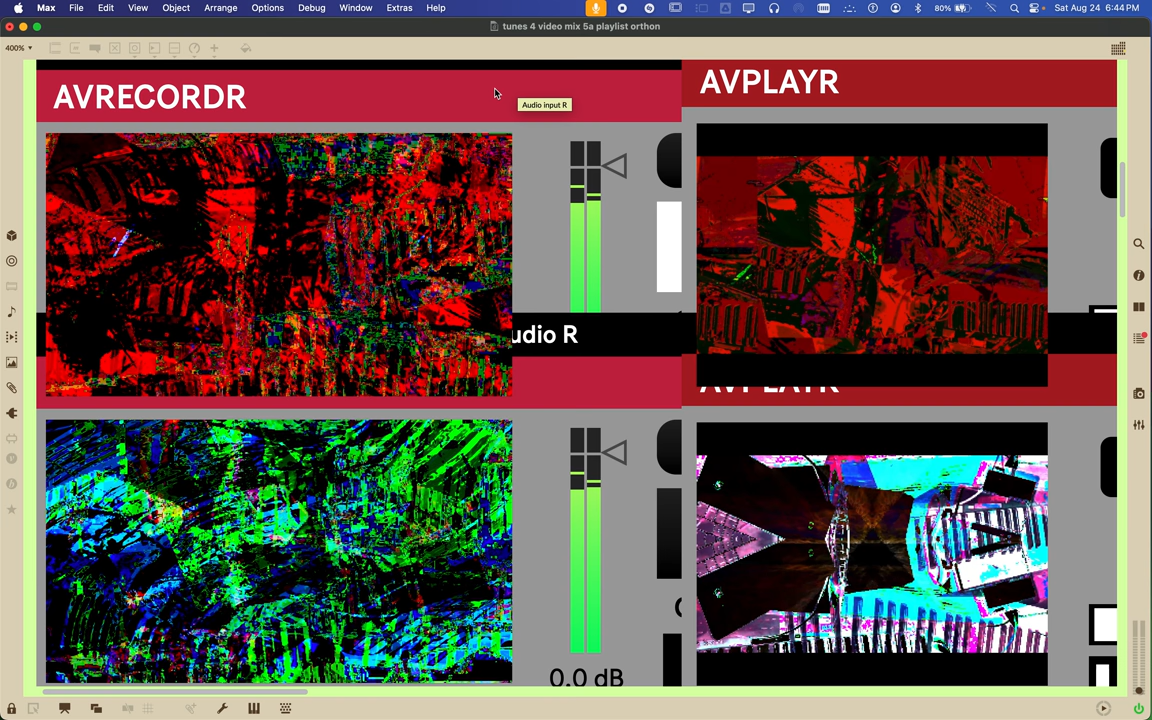 Max File Edit View Object Arrange Options Debug Window Extras Help 80% Sat Aug 24 6:44 PM
tunes 4 video mix 5a playlist orthon
400%
AVRECORDR
AVPLAYR
Audio input R
udio R
AVPLAYR
0.0 dB